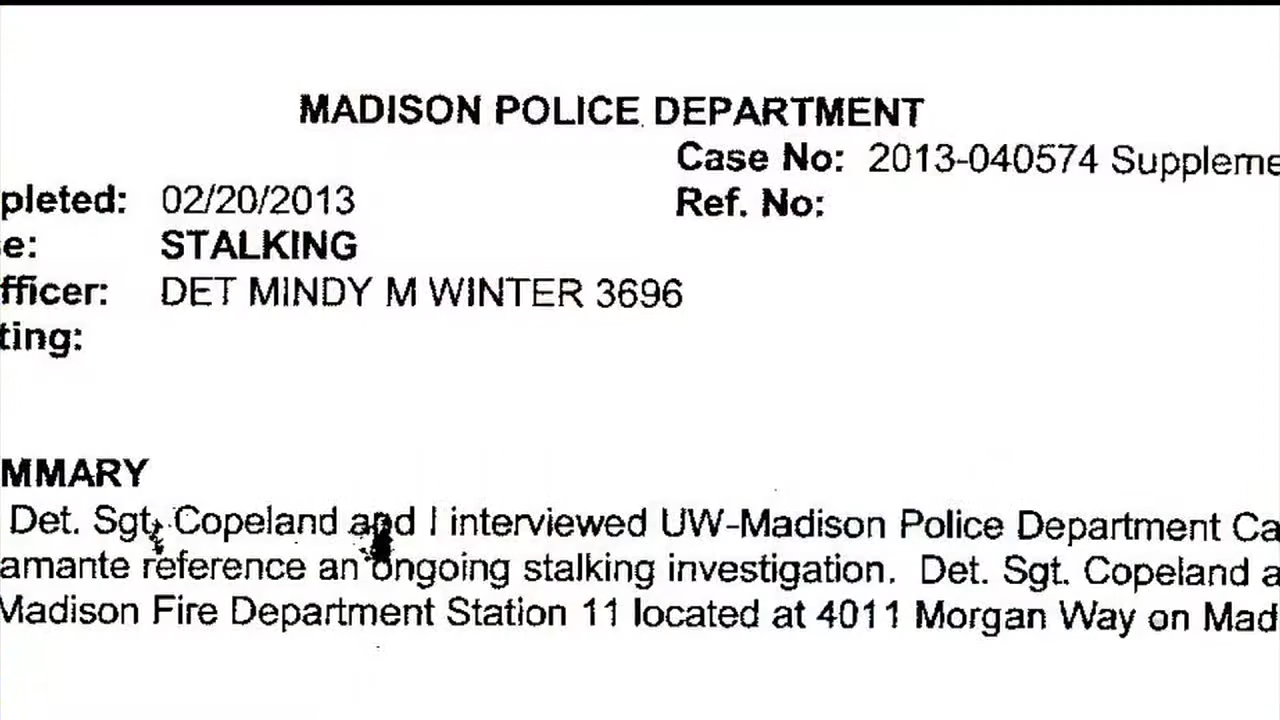 MADISON POLICE DEPARTMENT
Case No: 2013-040574 Suppleme
pleted: 02/20/2013
Ref. No:
e: STALKING
fficer: DET MINDY M WINTER 3696
ting:
MMARY
Det. Sgt. Copeland and I interviewed UW-Madison Police Department Ca
amante reference an ongoing stalking investigation. Det. Sgt. Copeland a
Madison Fire Department Station 11 located at 4011 Morgan Way on Mad